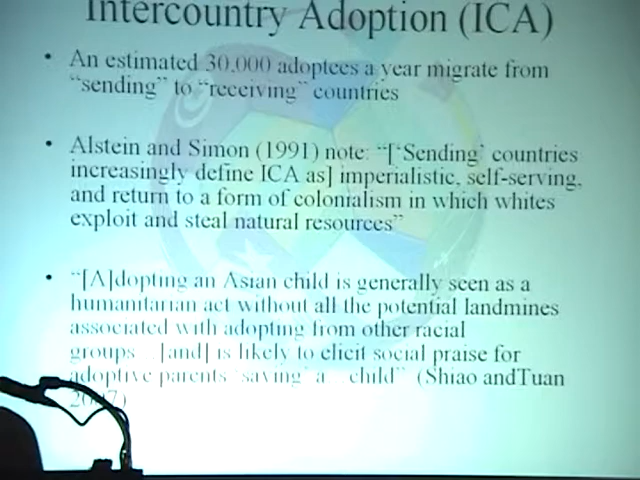 Intercountry Adoption (ICA)
• An estimated 30,000 adoptees a year migrate from
“sending” to “receiving” countries
• Alstein and Simon (1991) note: “[‘Sending’ countries
increasingly define ICA as] imperialistic, self-serving,
and return to a form of colonialism in which whites
exploit and steal natural resources”
• “[A]dopting an Asian child is generally seen as a
humanitarian act without all the potential landmines
associated with adopting from other racial
groups…[and] is likely to elicit social praise for
adoptive parents ‘saving’ a…child” (Shiao andTuan